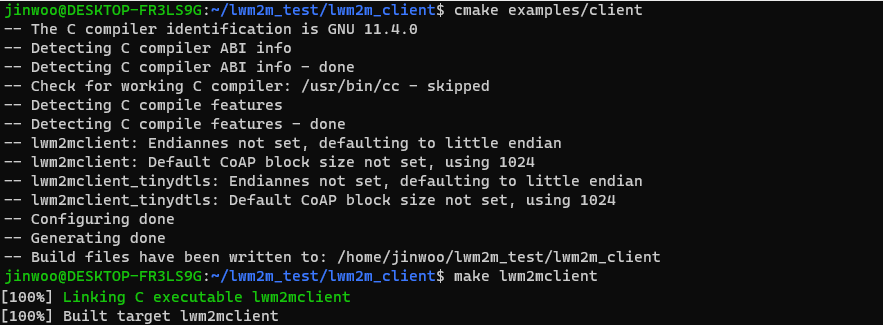 jinwoo@DESKTOP-FR3LS9G:~/lwm2m_test/lwm2m_client$ cmake examples/client
-- The C compiler identification is GNU 11.4.0
-- Detecting C compiler ABI info
-- Detecting C compiler ABI info - done
-- Check for working C compiler: /usr/bin/cc - skipped
-- Detecting C compile features
-- Detecting C compile features - done
-- lwm2mclient: Endiannes not set, defaulting to little endian
-- lwm2mclient: Default CoAP block size not set, using 1024
-- lwm2mclient_tinydtls: Endiannes not set, defaulting to little endian
-- lwm2mclient_tinydtls: Default CoAP block size not set, using 1024
-- Configuring done
-- Generating done
-- Build files have been written to: /home/jinwoo/lwm2m_test/lwm2m_client
jinwoo@DESKTOP-FR3LS9G:~/lwm2m_test/lwm2m_client$ make lwm2mclient
[100%] Linking C executable lwm2mclient
[100%] Built target lwm2mclient